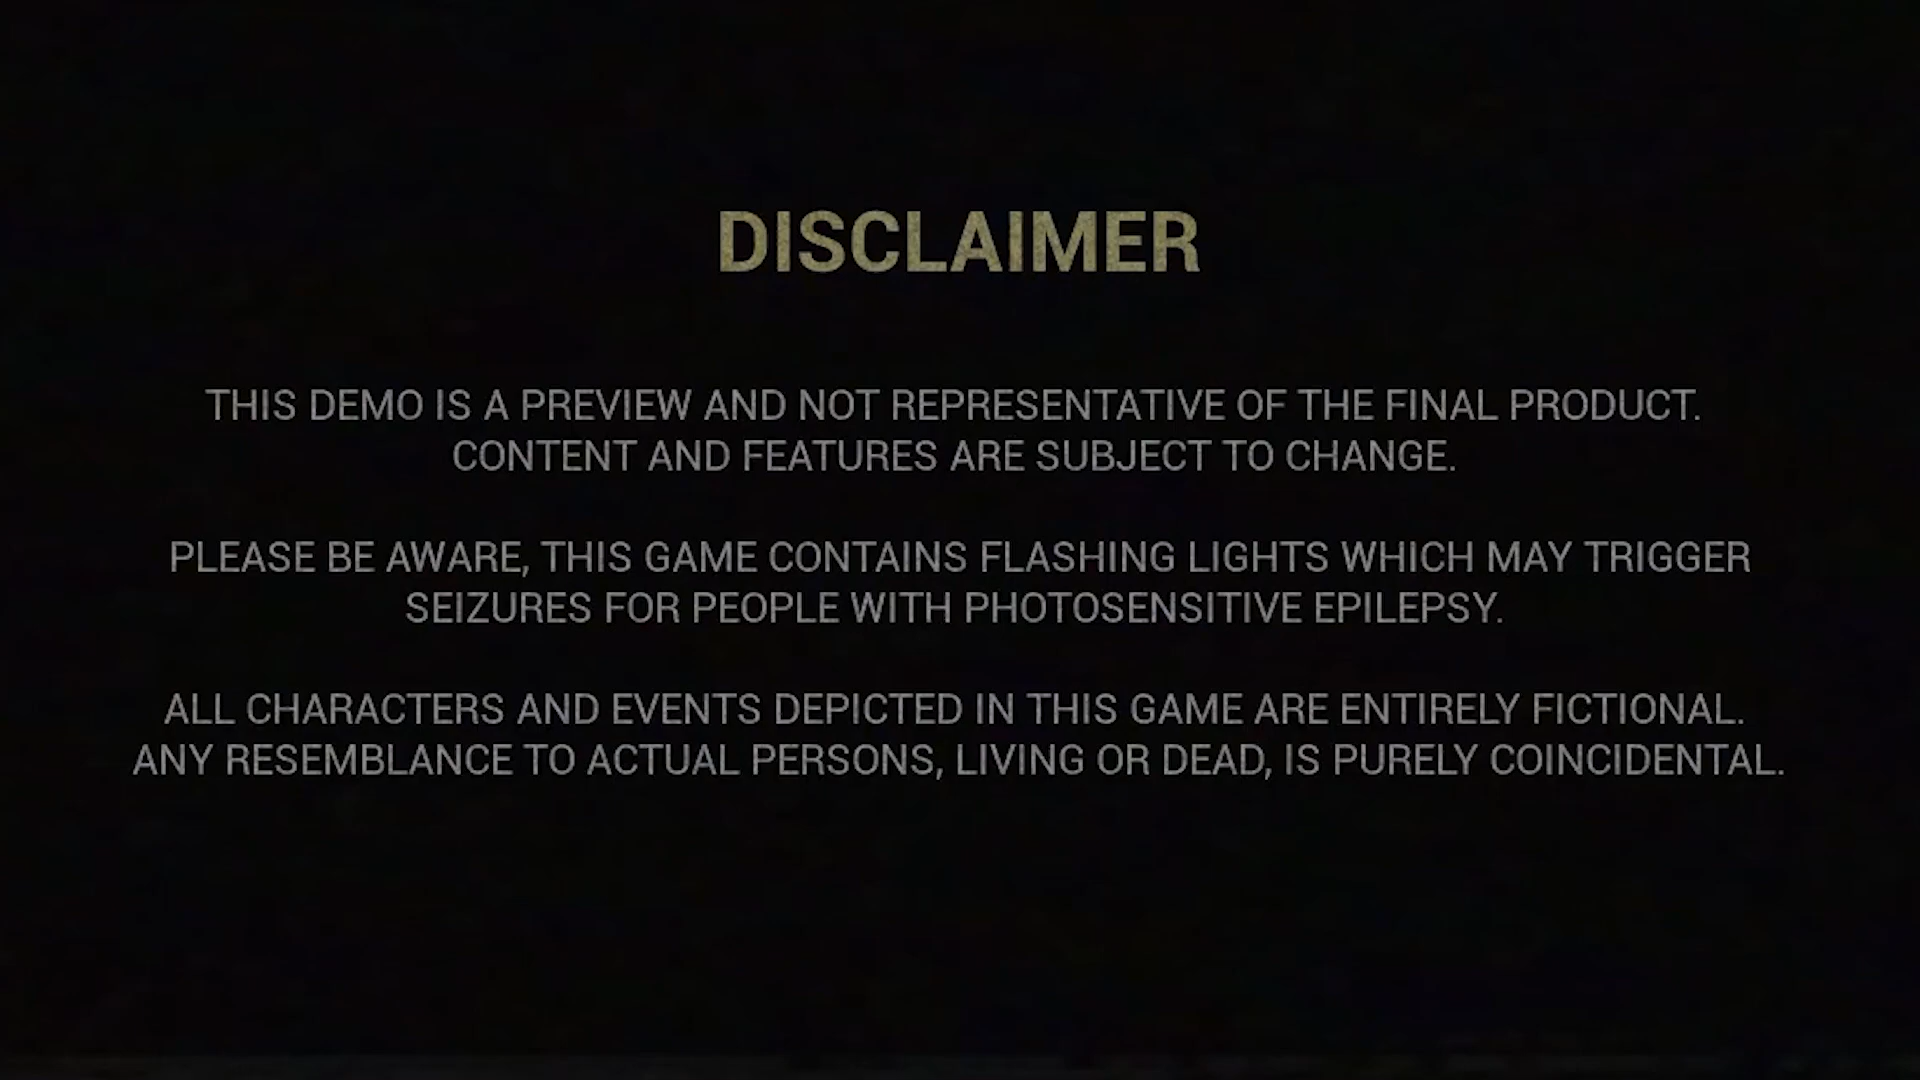 DISCLAIMER
THIS DEMO IS A PREVIEW AND NOT REPRESENTATIVE OF THE FINAL PRODUCT.
CONTENT AND FEATURES ARE SUBJECT TO CHANGE.
PLEASE BE AWARE, THIS GAME CONTAINS FLASHING LIGHTS WHICH MAY TRIGGER
SEIZURES FOR PEOPLE WITH PHOTOSENSITIVE EPILEPSY.
ALL CHARACTERS AND EVENTS DEPICTED IN THIS GAME ARE ENTIRELY FICTIONAL.
ANY RESEMBLANCE TO ACTUAL PERSONS, LIVING OR DEAD, IS PURELY COINCIDENTAL.